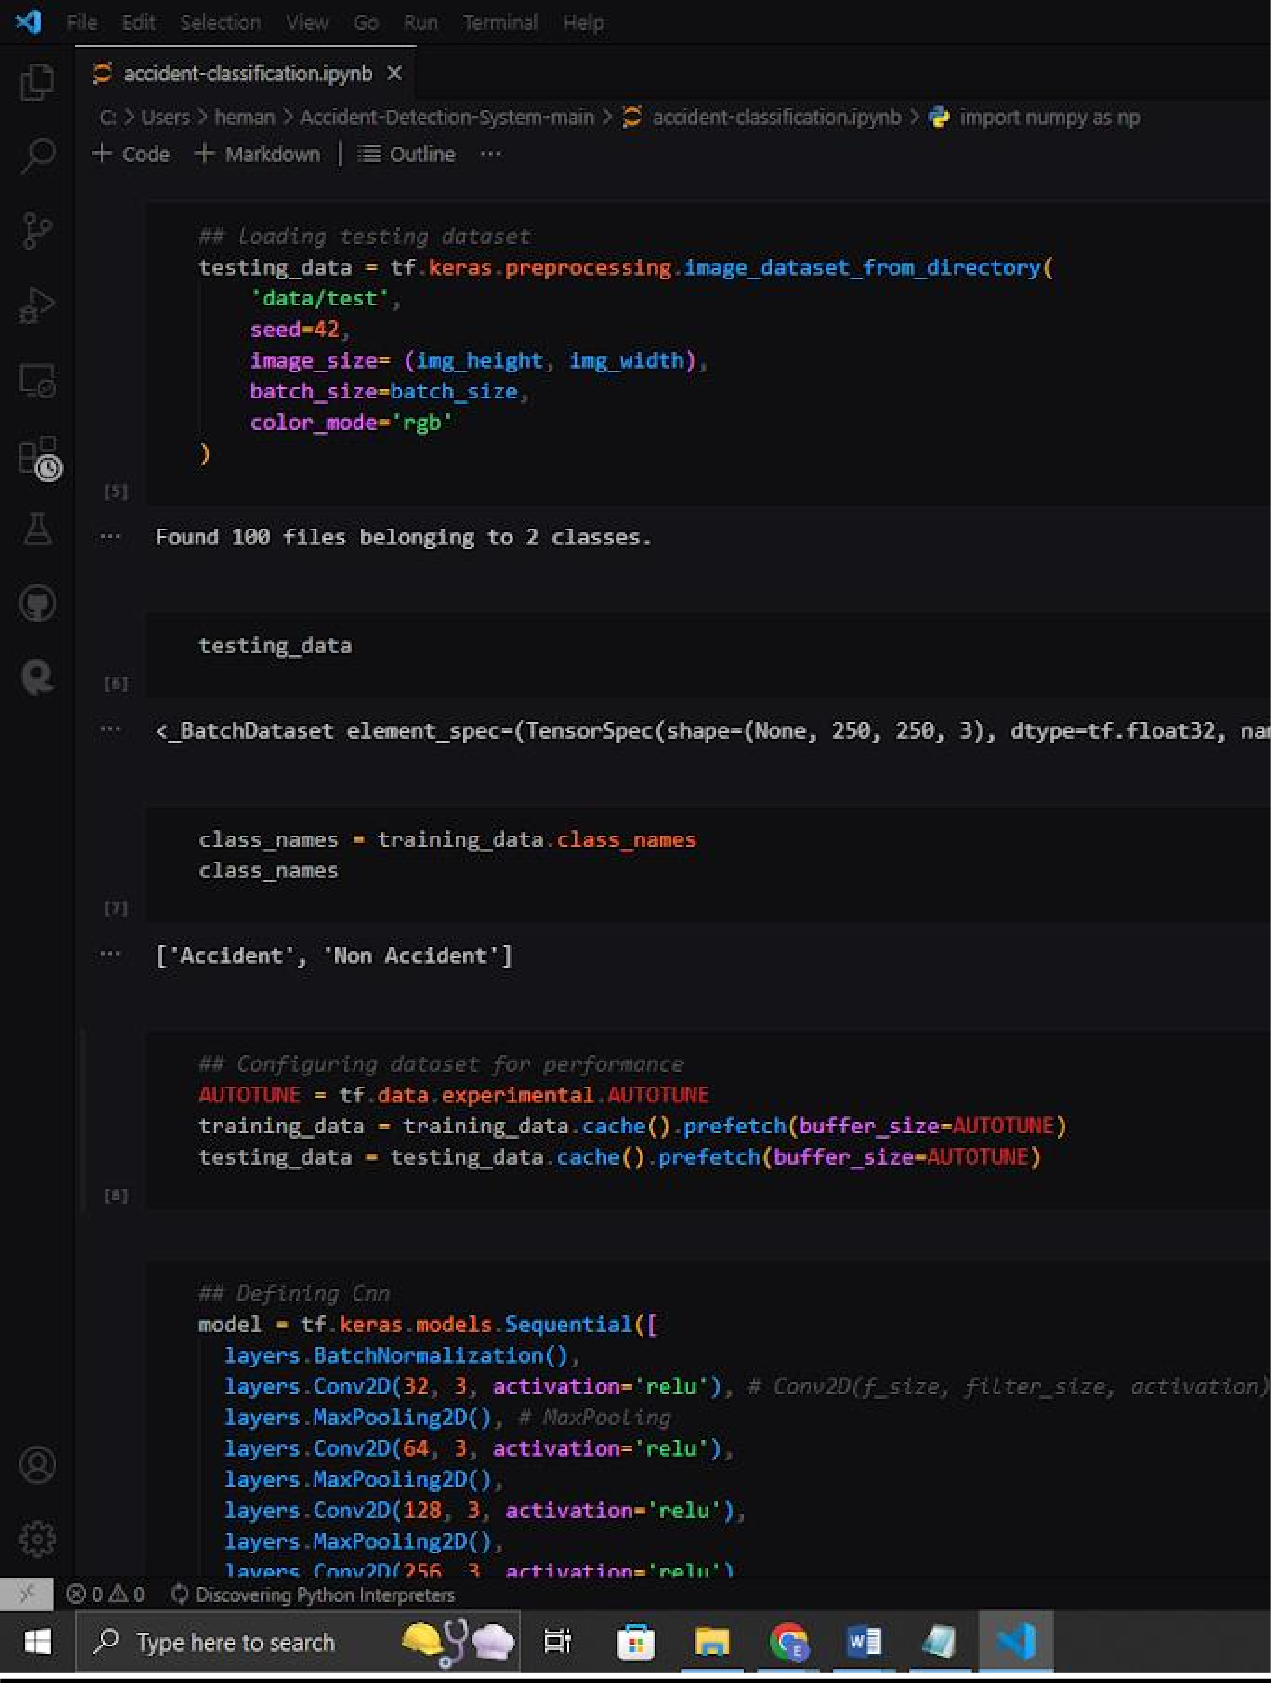 File Edit Selection View Go Run Terminal Help
accident-classification.ipynb ×
C: > Users > heman > Accident-Detection-System-main > accident-classification.ipynb > import numpy as np
+ Code + Markdown | Outline ...
## Loading testing dataset
testing_data = tf.keras.preprocessing.image_dataset_from_directory(
'data/test',
seed=42,
image_size= (img_height, img_width),
batch_size=batch_size,
color_mode='rgb'
)
[5]
... Found 100 files belonging to 2 classes.
testing_data
[6]
... <_BatchDataset element_spec=(TensorSpec(shape=(None, 250, 250, 3), dtype=tf.float32, na
class_names = training_data.class_names
class_names
[7]
... ['Accident', 'Non Accident']
## Configuring dataset for performance
AUTOTUNE = tf.data.experimental.AUTOTUNE
training_data = training_data.cache().prefetch(buffer_size=AUTOTUNE)
testing_data = testing_data.cache().prefetch(buffer_size=AUTOTUNE)
[8]
## Defining Cnn
model = tf.keras.models.Sequential([
layers.BatchNormalization(),
layers.Conv2D(32, 3, activation='relu'), # Conv2D(f_size, filter_size, activation)
layers.MaxPooling2D(), # MaxPooling
layers.Conv2D(64, 3, activation='relu'),
layers.MaxPooling2D(),
layers.Conv2D(128, 3, activation='relu'),
layers.MaxPooling2D(),
layers.Conv2D(256, 3, activation='relu')
0 0 Discovering Python Interpreters
Type here to search